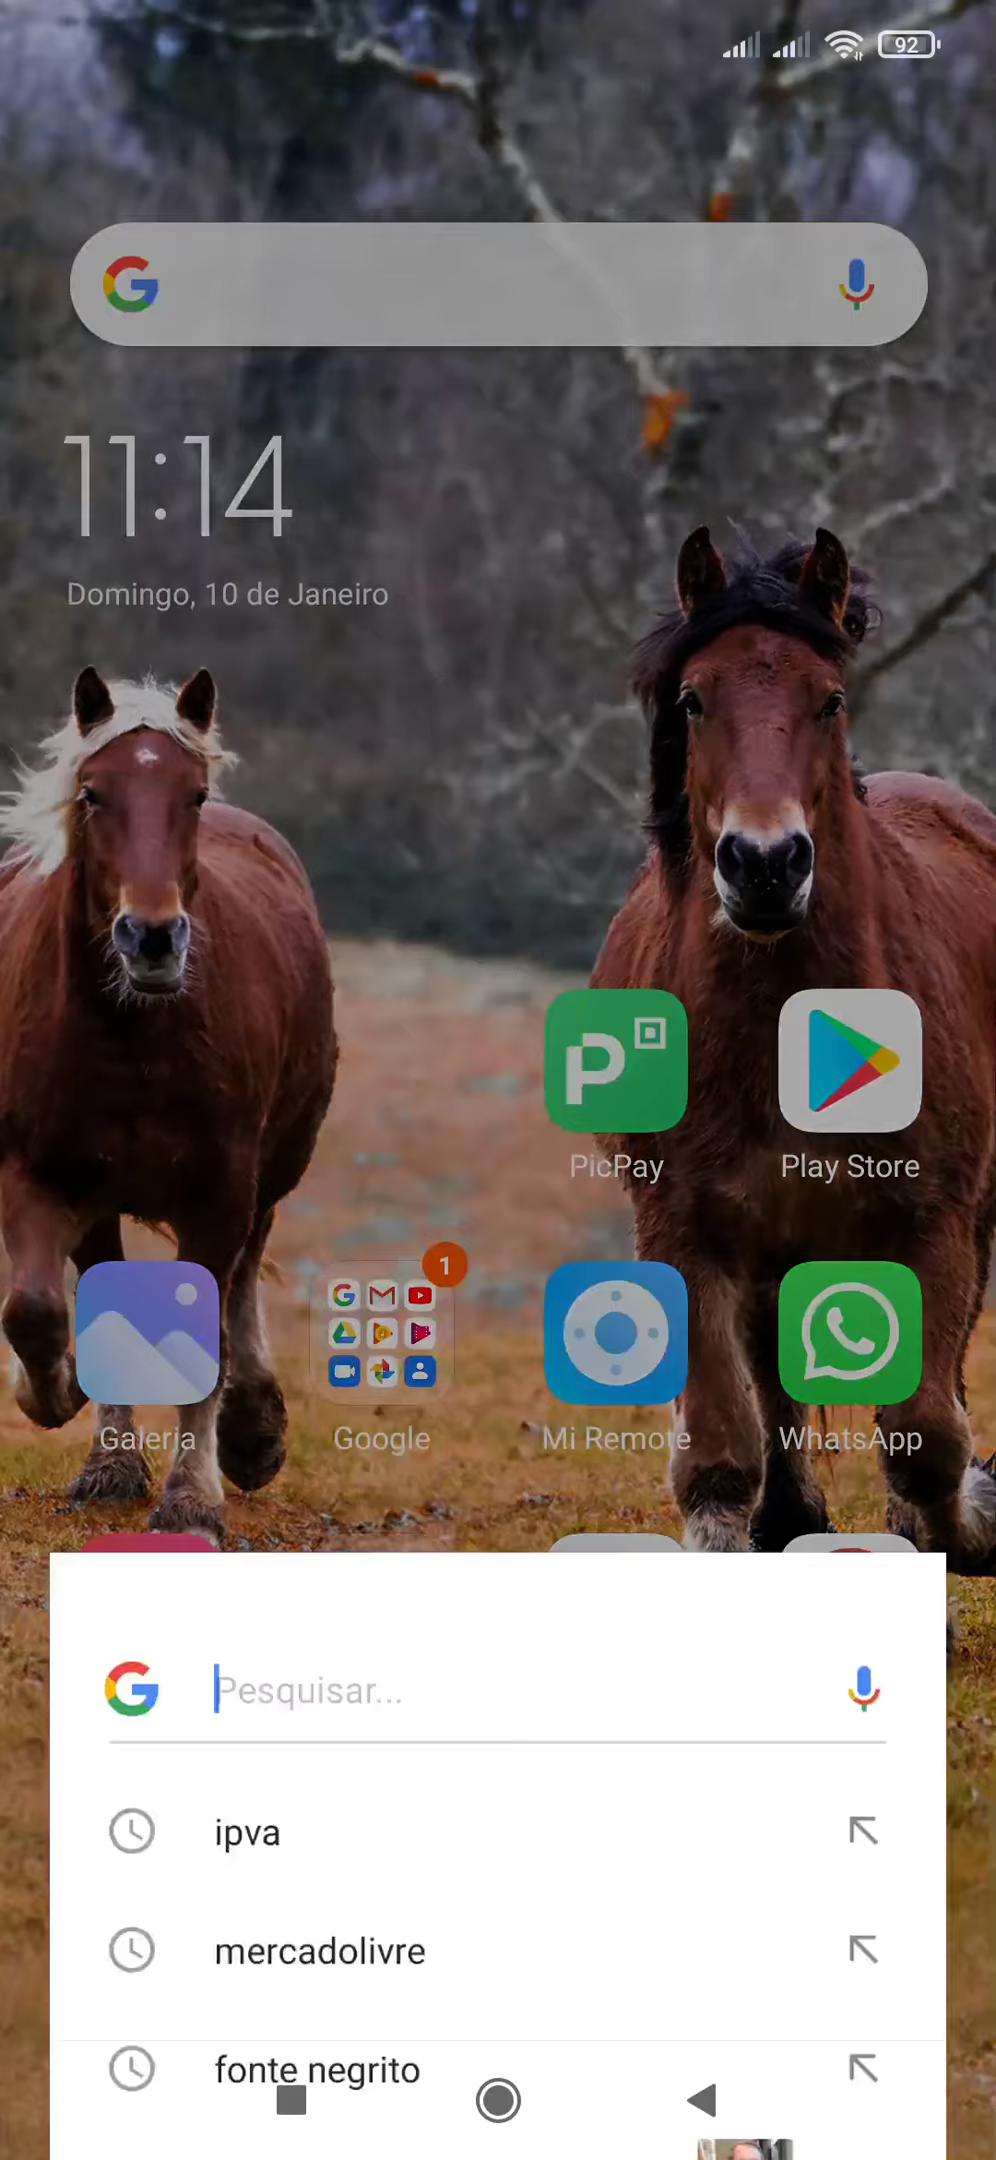 92
11:14
Domingo, 10 de Janeiro
PicPay
Play Store
1
Galeria
Google
Mi Remote
WhatsApp
Pesquisar...
ipva
mercadolivre
fonte negrito